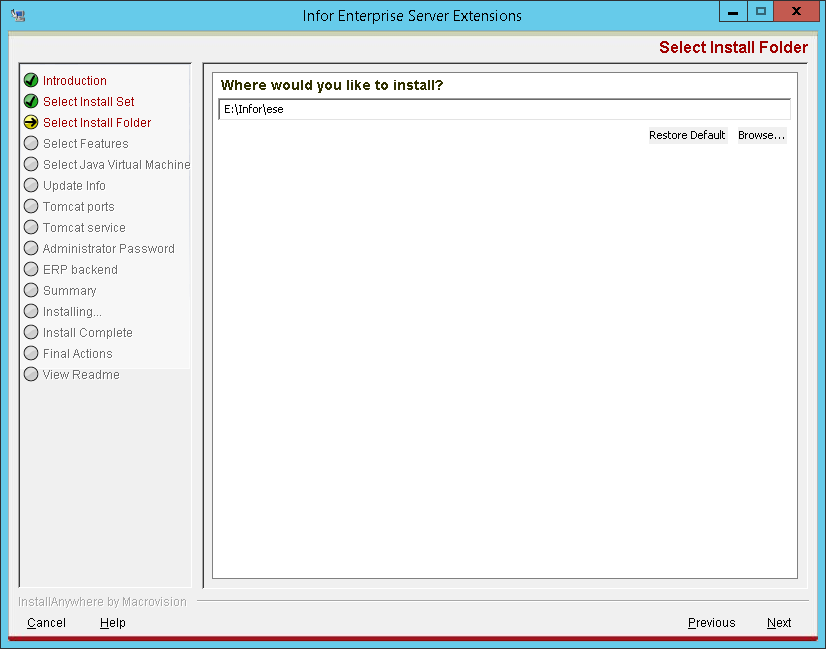 Infor Enterprise Server Extensions
Select Install Folder
Introduction
Select Install Set
Select Install Folder
Select Features
Select Java Virtual Machine
Update Info
Tomcat ports
Tomcat service
Administrator Password
ERP backend
Summary
Installing...
Install Complete
Final Actions
View Readme
Where would you like to install?
E:\Infor\ese
Restore Default Browse...
InstallAnywhere by Macrovision
Cancel Help Previous Next